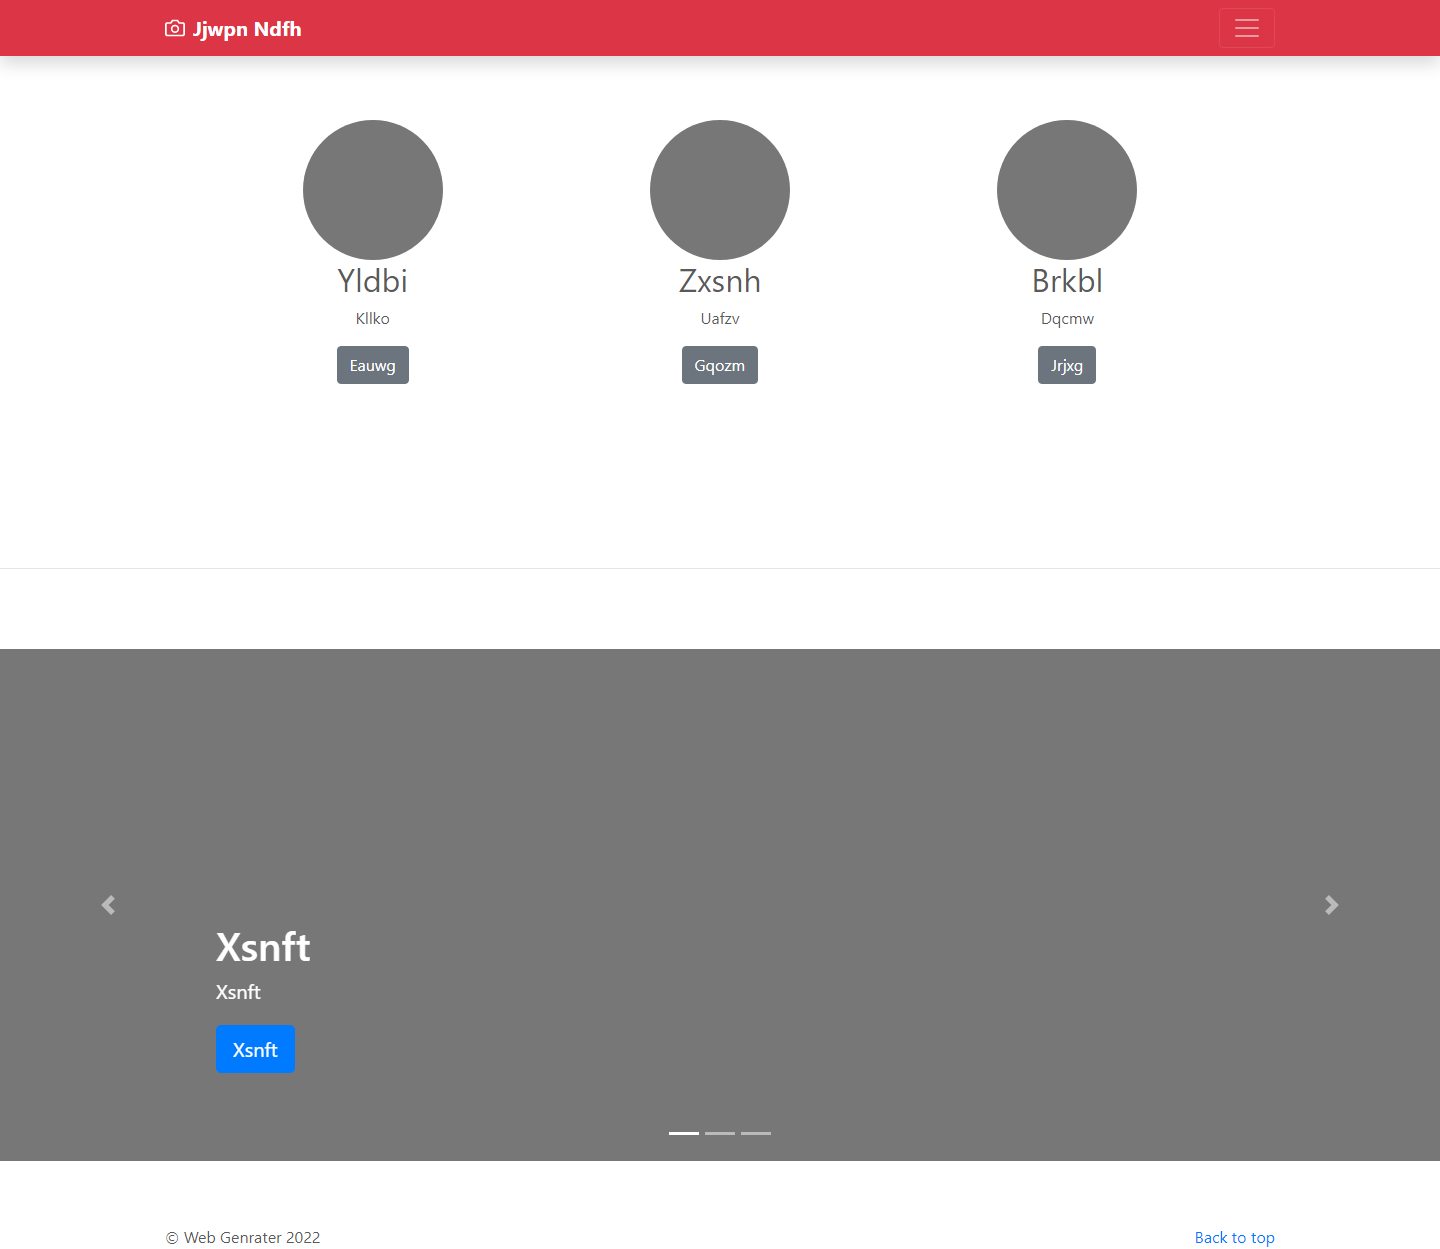 Jjwpn Ndfh
Yldbi
Kllko
Eauwg
Zxsnh
Uafzv
Gqozm
Brkbl
Dqcmw
Jrjxg
Xsnft
Xsnft
Xsnft
© Web Genrater 2022
Back to top